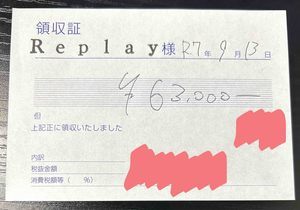 領収証
Replay様 R7年9月13日
¥63,000—
但
上記正に領収いたしました
内訳
税抜金額
消費税額等（　％）